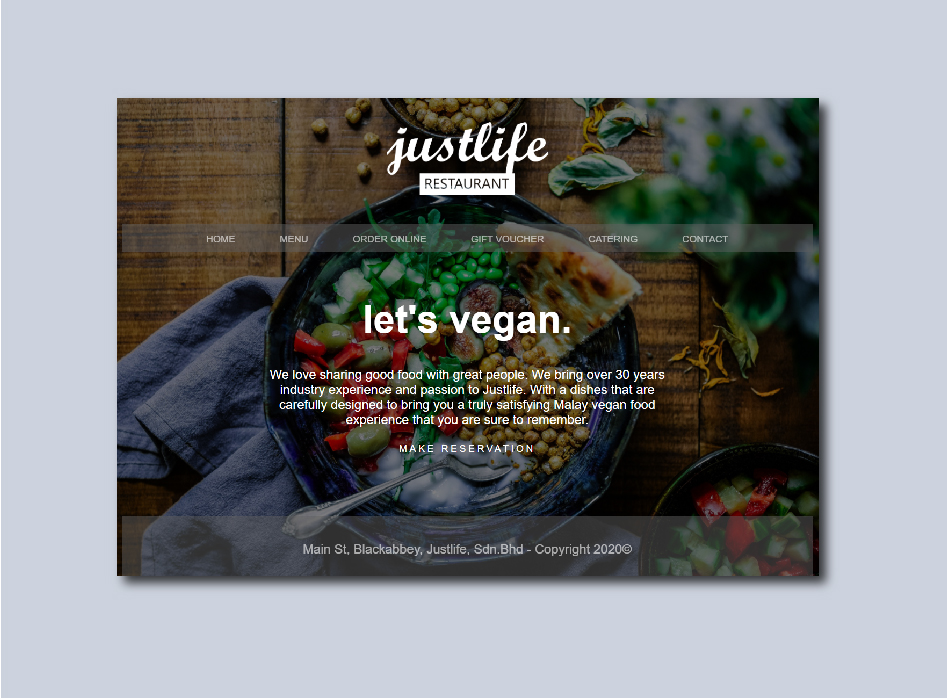 justlife
RESTAURANT
HOME MENU ORDER ONLINE GIFT VOUCHER CATERING CONTACT
let's vegan.
We love sharing good food with great people. We bring over 30 years
industry experience and passion to Justlife. With a dishes that are
carefully designed to bring you a truly satisfying Malay vegan food
experience that you are sure to remember.
MAKE RESERVATION
Main St, Blackabbey, Justlife, Sdn.Bhd - Copyright 2020©